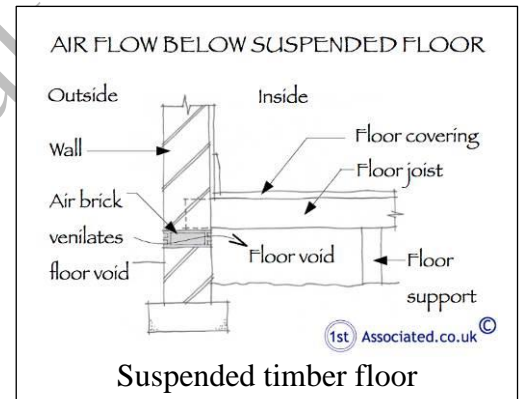 AIR FLOW BELOW SUSPENDED FLOOR
Outside
Inside
Wall
Floor covering
Floor joist
Air brick
venilates
floor void
Floor void
Floor
support
1st Associated.co.uk ©
Suspended timber floor